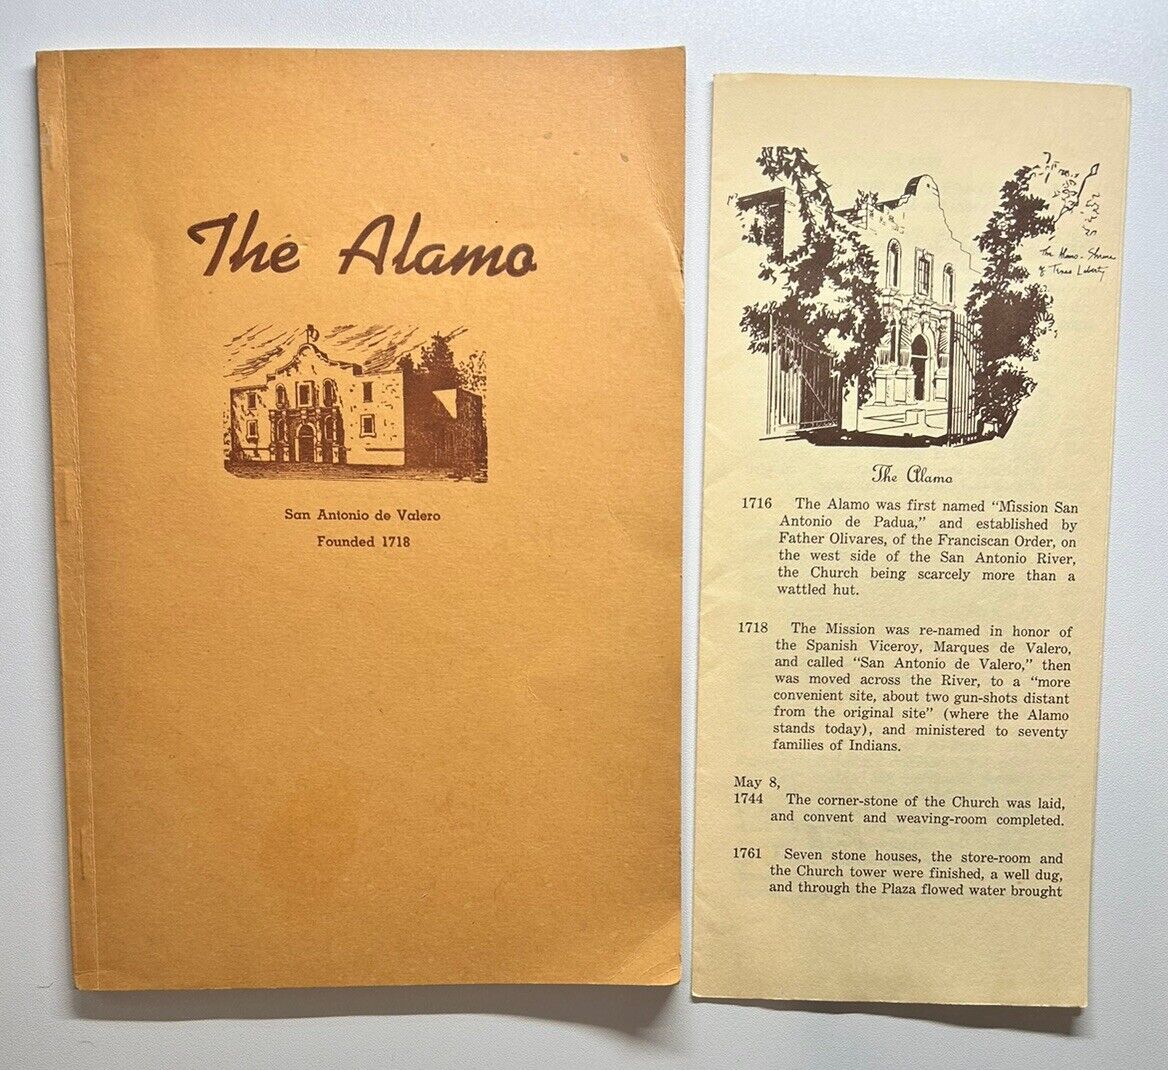 The Alamo
San Antonio de Valero
Founded 1718
The Alamo - Shrine
of Texas Liberty
The Alamo
1716 The Alamo was first named "Mission San
Antonio de Padua," and established by
Father Olivares, of the Franciscan Order, on
the west side of the San Antonio River,
the Church being scarcely more than a
wattled hut.
1718 The Mission was re-named in honor of
the Spanish Viceroy, Marques de Valero,
and called "San Antonio de Valero," then
was moved across the River, to a "more
convenient site, about two gun-shots distant
from the original site" (where the Alamo
stands today), and ministered to seventy
families of Indians.
May 8,
1744 The corner-stone of the Church was laid,
and convent and weaving-room completed.
1761 Seven stone houses, the store-room and
the Church tower were finished, a well dug,
and through the Plaza flowed water brought